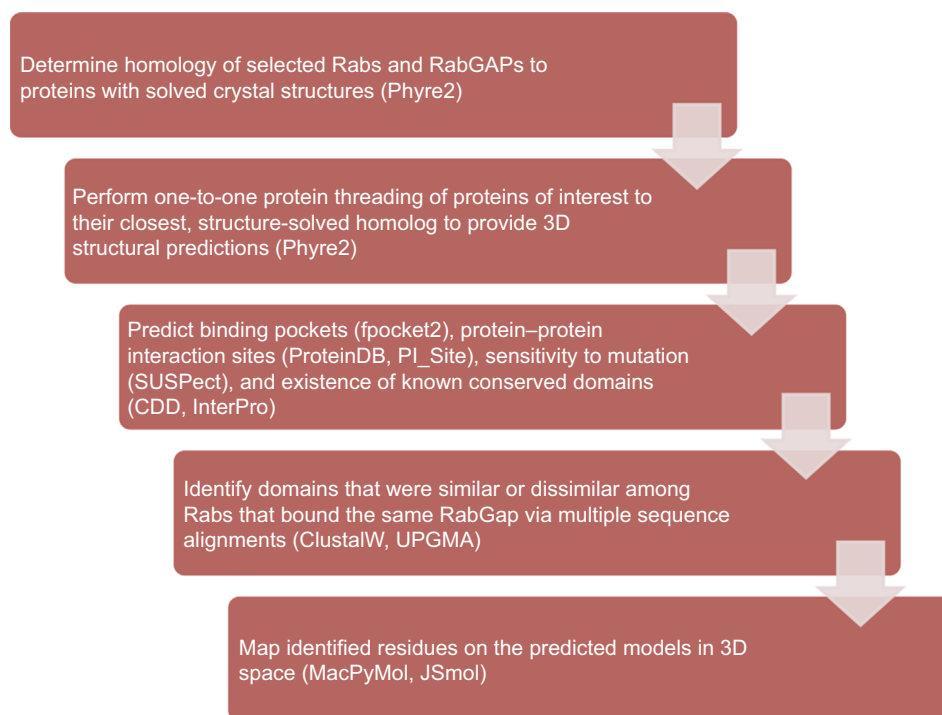 Determine homology of selected Rabs and RabGAPs to
proteins with solved crystal structures (Phyre2)
Perform one-to-one protein threading of proteins of interest to
their closest, structure-solved homolog to provide 3D
structural predictions (Phyre2)
Predict binding pockets (fpocket2), protein–protein
interaction sites (ProteinDB, PI_Site), sensitivity to mutation
(SUSPect), and existence of known conserved domains
(CDD, InterPro)
Identify domains that were similar or dissimilar among
Rabs that bound the same RabGap via multiple sequence
alignments (ClustalW, UPGMA)
Map identified residues on the predicted models in 3D
space (MacPyMol, JSmol)